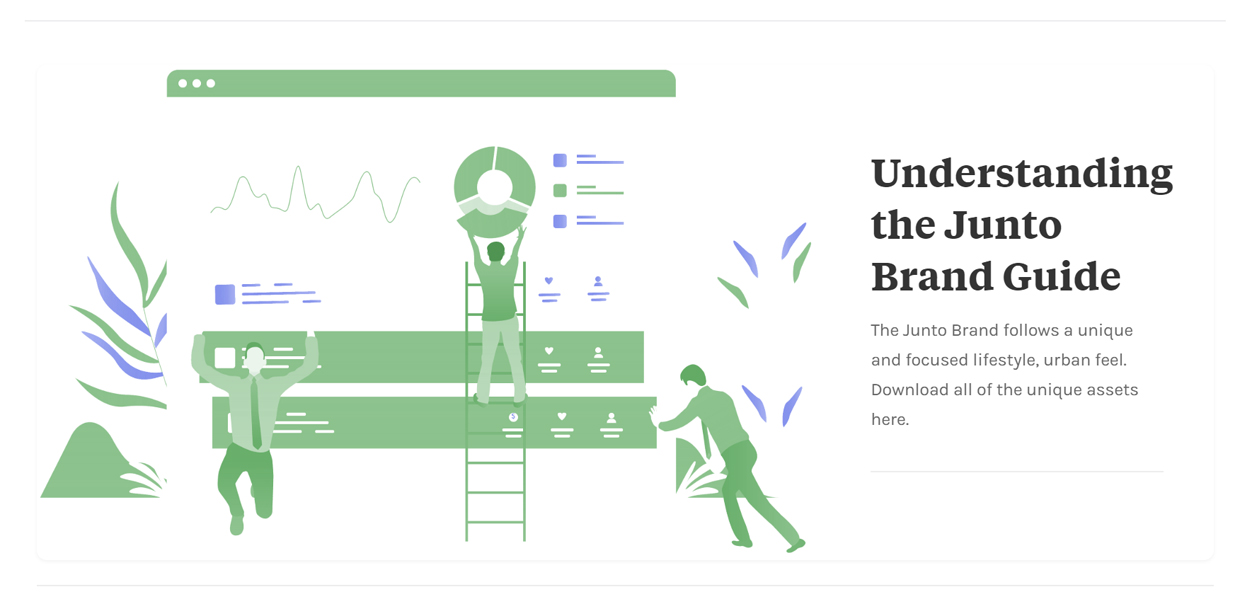 Understanding
the Junto
Brand Guide
The Junto Brand follows a unique
and focused lifestyle, urban feel.
Download all of the unique assets
here.